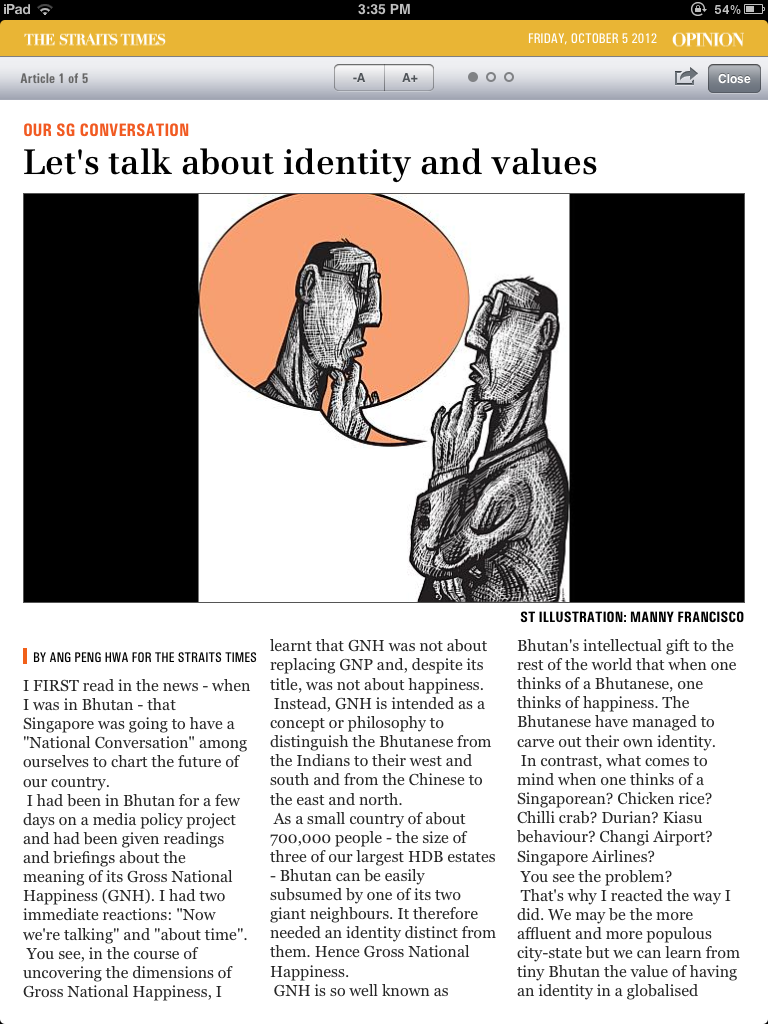 iPad
3:35 PM
54%
THE STRAITS TIMES
FRIDAY, OCTOBER 5 2012
OPINION
Article 1 of 5
-A
A+
Close
OUR SG CONVERSATION
Let's talk about identity and values
ST ILLUSTRATION: MANNY FRANCISCO
BY ANG PENG HWA FOR THE STRAITS TIMES
I FIRST read in the news - when
I was in Bhutan - that
Singapore was going to have a
"National Conversation" among
ourselves to chart the future of
our country.
I had been in Bhutan for a few
days on a media policy project
and had been given readings
and briefings about the
meaning of its Gross National
Happiness (GNH). I had two
immediate reactions: "Now
we're talking" and "about time".
You see, in the course of
uncovering the dimensions of
Gross National Happiness, I
learnt that GNH was not about
replacing GNP and, despite its
title, was not about happiness.
Instead, GNH is intended as a
concept or philosophy to
distinguish the Bhutanese from
the Indians to their west and
south and from the Chinese to
the east and north.
As a small country of about
700,000 people - the size of
three of our largest HDB estates
- Bhutan can be easily
subsumed by one of its two
giant neighbours. It therefore
needed an identity distinct from
them. Hence Gross National
Happiness.
GNH is so well known as
Bhutan's intellectual gift to the
rest of the world that when one
thinks of a Bhutanese, one
thinks of happiness. The
Bhutanese have managed to
carve out their own identity.
In contrast, what comes to
mind when one thinks of a
Singaporean? Chicken rice?
Chilli crab? Durian? Kiasu
behaviour? Changi Airport?
Singapore Airlines?
You see the problem?
That's why I reacted the way I
did. We may be the more
affluent and more populous
city-state but we can learn from
tiny Bhutan the value of having
an identity in a globalised